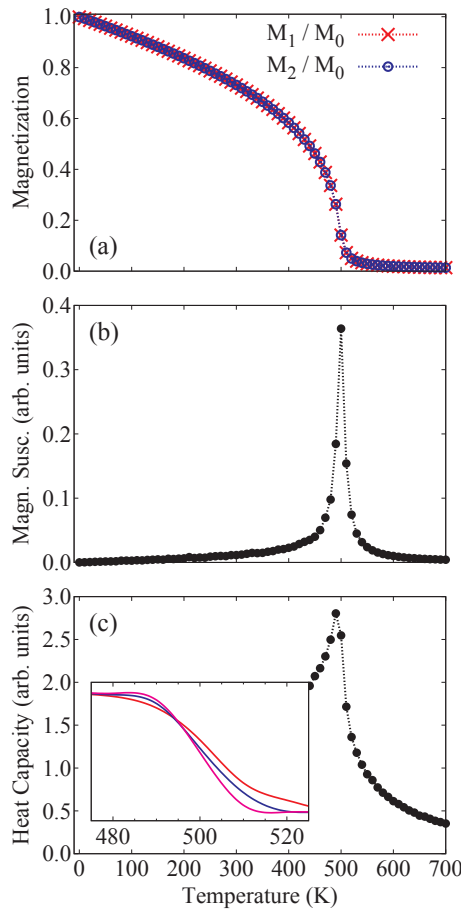 1.0
0.8
0.6
0.4
0.2
0.0
Magnetization
M1 / M0
M2 / M0
(a)
0.4
0.3
0.2
0.1
0.0
Magn. Susc. (arb. units)
(b)
3.0
2.5
2.0
1.5
1.0
0.5
0.0
Heat Capacity (arb. units)
(c)
480 500 520
0 100 200 300 400 500 600 700
Temperature (K)